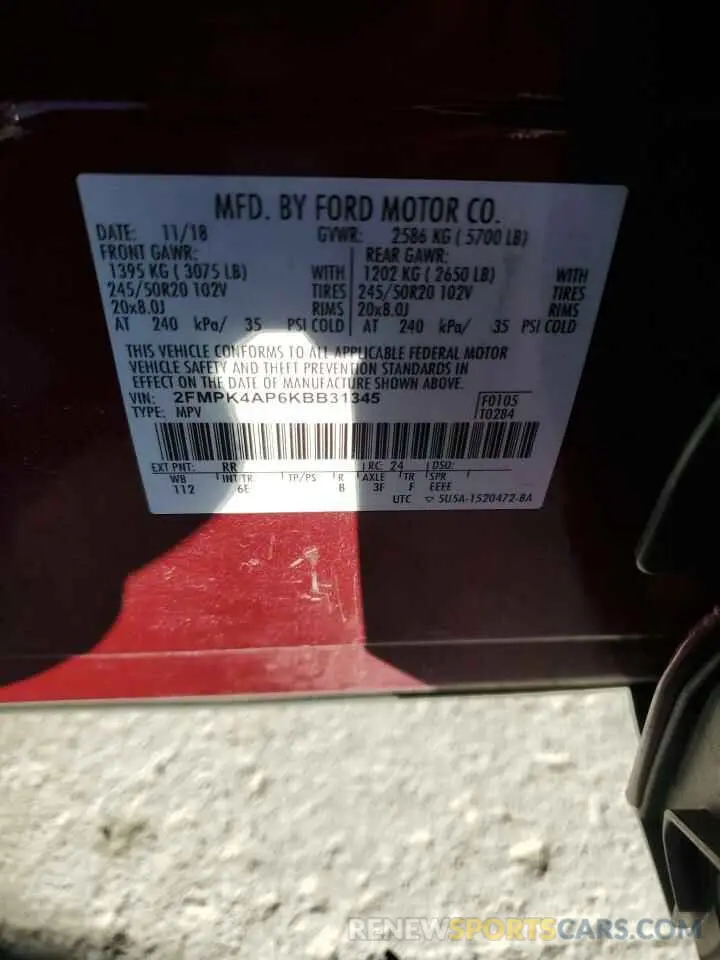 MFD. BY FORD MOTOR CO.
DATE: 11/18 GVWR: 2586 KG ( 5700 LB)
FRONT GAWR: REAR GAWR:
1395 KG ( 3075 LB) WITH 1202 KG ( 2650 LB) WITH
245/50R20 102V TIRES 245/50R20 102V TIRES
20x8.0J RIMS 20x8.0J RIMS
AT 240 kPa/ 35 PSI COLD AT 240 kPa/ 35 PSI COLD
THIS VEHICLE CONFORMS TO ALL APPLICABLE FEDERAL MOTOR
VEHICLE SAFETY AND THEFT PREVENTION STANDARDS IN
EFFECT ON THE DATE OF MANUFACTURE SHOWN ABOVE.
VIN: 2FMPK4AP6KBB31345 F0105
TYPE: MPV T0284
EXT PNT: RR RC: 24 DSO:
WB INT TR TP/PS R AXLE TR SPR
112 6E B 3F F EEEE
UTC 5U5A-1520472-BA
RENEWSPORTSCARS.COM